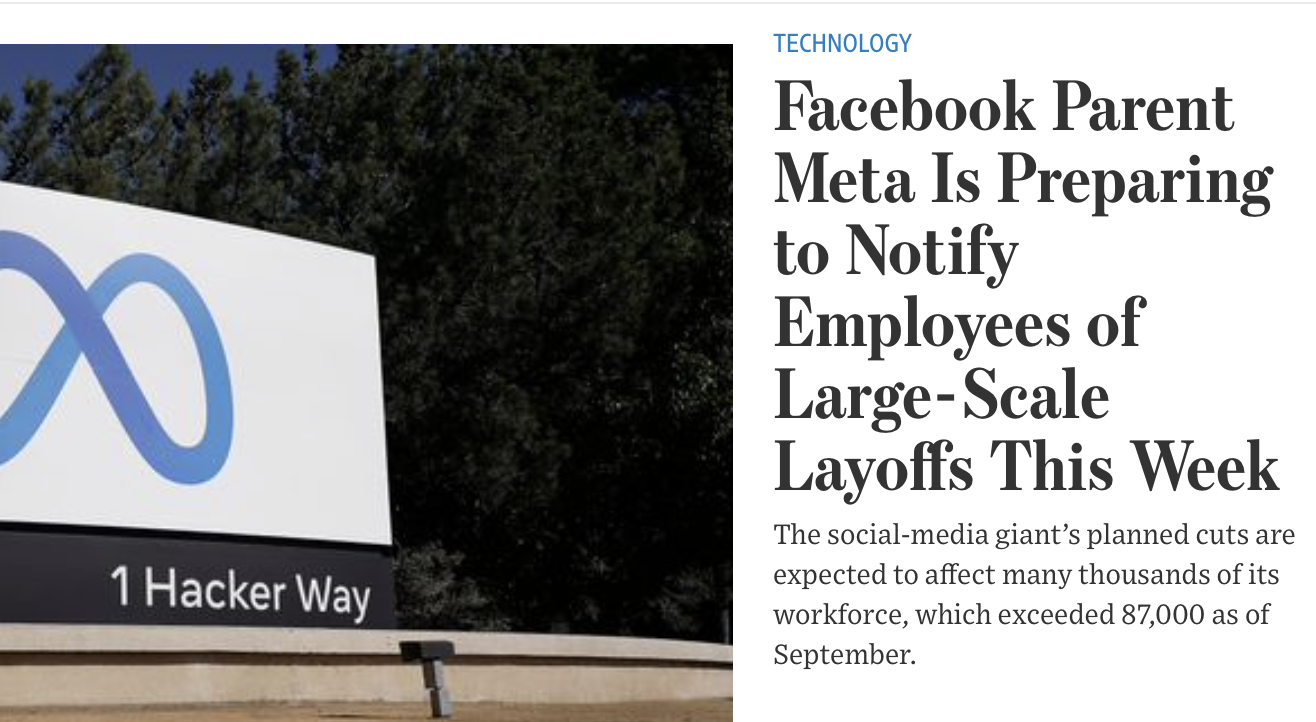 TECHNOLOGY
Facebook Parent
Meta Is Preparing
to Notify
Employees of
Large-Scale
Layoffs This Week
The social-media giant’s planned cuts are
expected to affect many thousands of its
workforce, which exceeded 87,000 as of
September.
1 Hacker Way